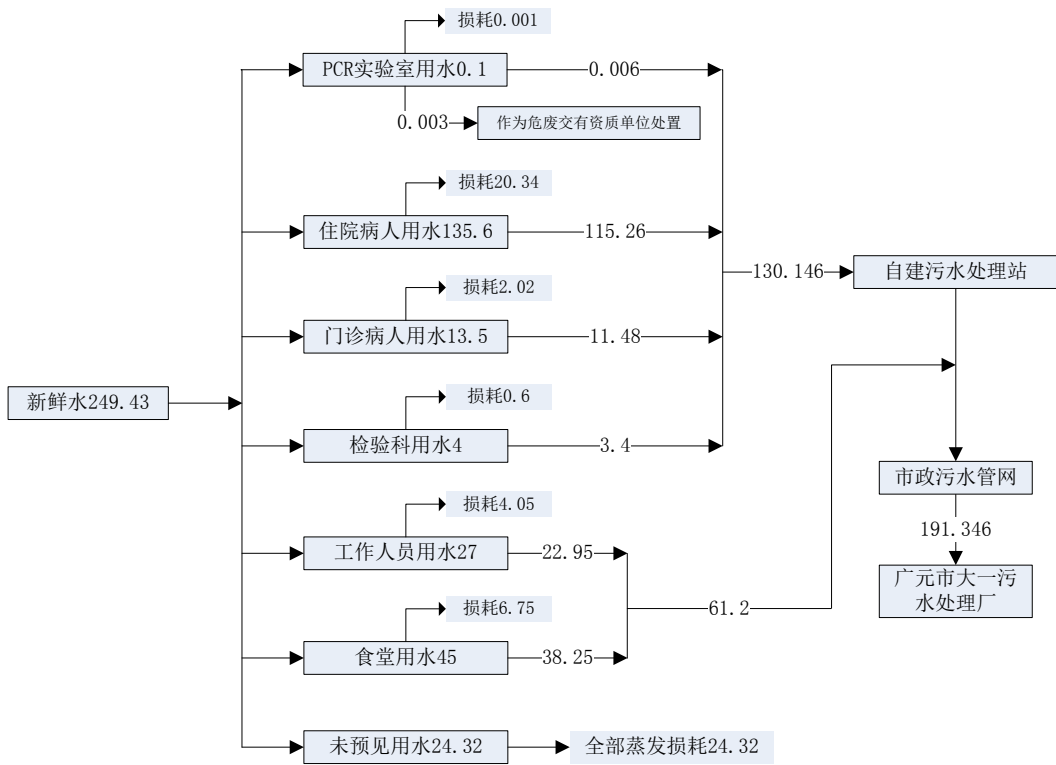 损耗0.001
PCR实验室用水0.1
0.006
0.003
作为危废交有资质单位处置
损耗20.34
住院病人用水135.6
115.26
130.146
自建污水处理站
损耗2.02
门诊病人用水13.5
11.48
新鲜水249.43
损耗0.6
检验科用水4
3.4
市政污水管网
损耗4.05
191.346
工作人员用水27
22.95
广元市大一污
水处理厂
损耗6.75
61.2
食堂用水45
38.25
未预见用水24.32
全部蒸发损耗24.32